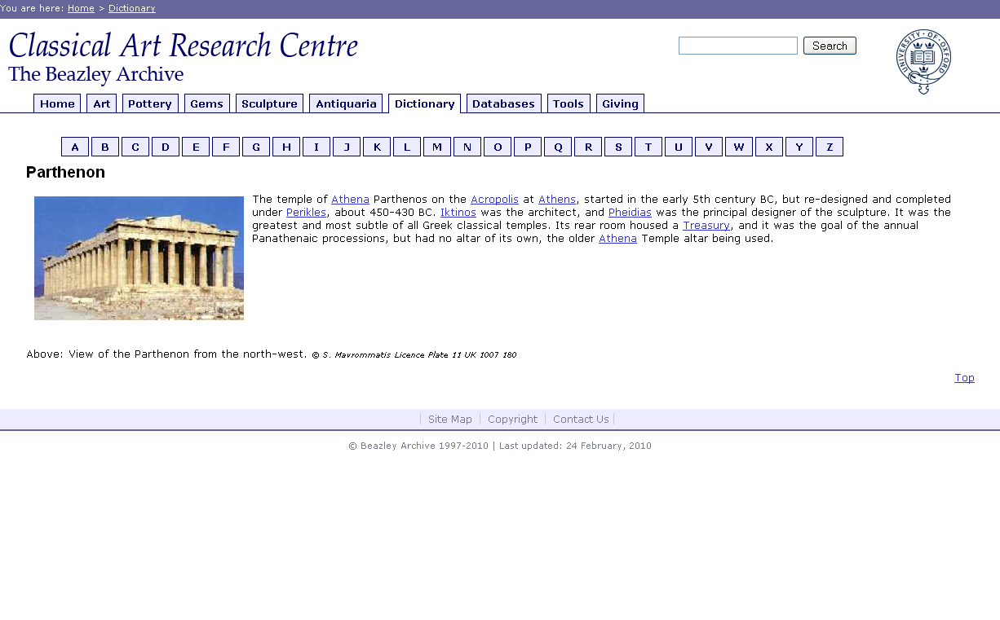 You are here: Home > Dictionary
Classical Art Research Centre
The Beazley Archive
Search
UNIVERSITY · OF · OXFORD
Home Art Pottery Gems Sculpture Antiquaria Dictionary Databases Tools Giving
A B C D E F G H I J K L M N O P Q R S T U V W X Y Z
Parthenon
The temple of Athena Parthenos on the Acropolis at Athens, started in the early 5th century BC, but re-designed and completed
under Perikles, about 450-430 BC. Iktinos was the architect, and Pheidias was the principal designer of the sculpture. It was the
greatest and most subtle of all Greek classical temples. Its rear room housed a Treasury, and it was the goal of the annual
Panathenaic processions, but had no altar of its own, the older Athena Temple altar being used.
Above: View of the Parthenon from the north-west. © S. Mavrommatis Licence Plate 11 UK 1007 180
Top
Site Map | Copyright | Contact Us
© Beazley Archive 1997-2010 | Last updated: 24 February, 2010